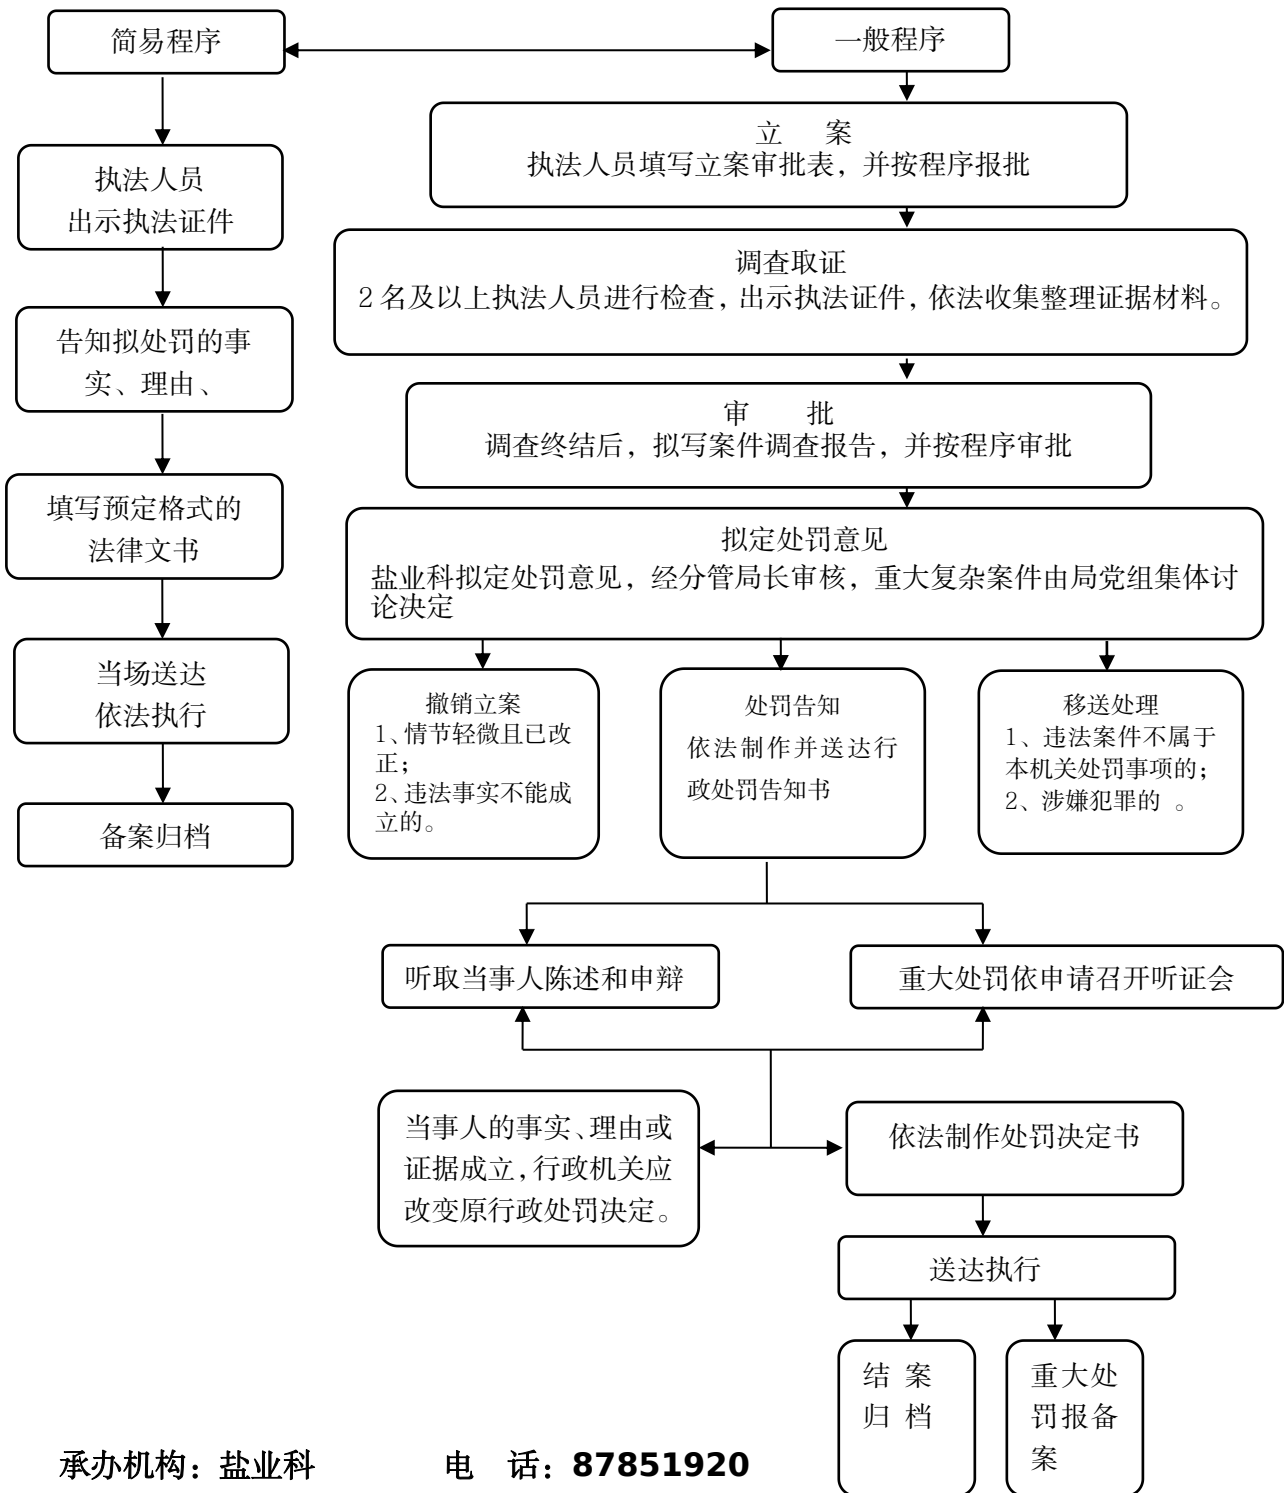 简易程序
一般程序
执法人员
出示执法证件
告知拟处罚的事
实、理由、
填写预定格式的
法律文书
当场送达
依法执行
备案归档
立 案
执法人员填写立案审批表，并按程序报批
调查取证
2 名及以上执法人员进行检查，出示执法证件，依法收集整理证据材料。
审 批
调查终结后，拟写案件调查报告，并按程序审批
拟定处罚意见
盐业科拟定处罚意见，经分管局长审核，重大复杂案件由局党组集体讨
论决定
撤销立案
1、情节轻微且已改
正；
2、违法事实不能成
立的。
处罚告知
依法制作并送达行
政处罚告知书
移送处理
1、违法案件不属于
本机关处罚事项的；
2、涉嫌犯罪的 。
听取当事人陈述和申辩
重大处罚依申请召开听证会
当事人的事实、理由或
证据成立，行政机关应
改变原行政处罚决定。
依法制作处罚决定书
送达执行
结 案
归 档
重大处
罚报备
案
承办机构：盐业科 电 话：87851920